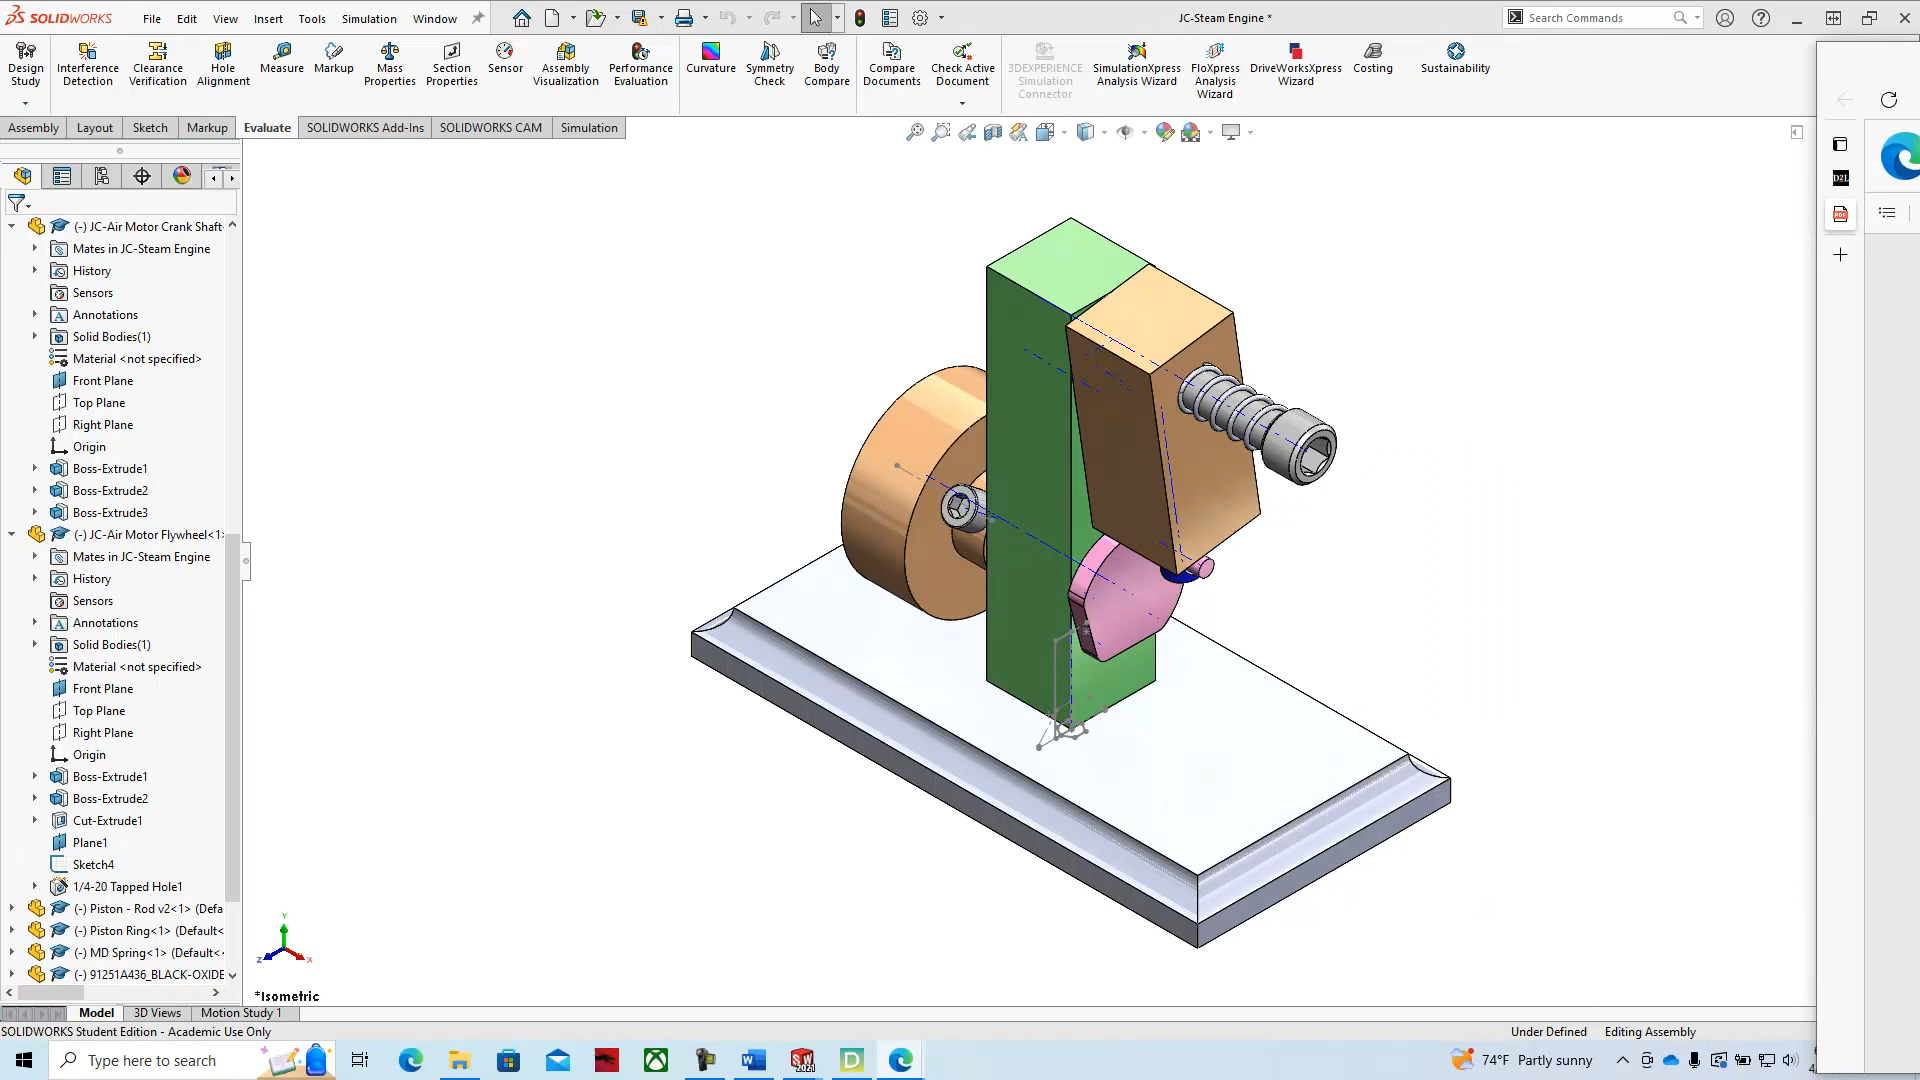 SOLIDWORKS File Edit View Insert Tools Simulation Window JC-Steam Engine * Search Commands
Design Study
Interference Detection
Clearance Verification
Hole Alignment
Measure
Markup
Mass Properties
Section Properties
Sensor
Assembly Visualization
Performance Evaluation
Curvature
Symmetry Check
Body Compare
Compare Documents
Check Active Document
3DEXPERIENCE Simulation Connector
SimulationXpress Analysis Wizard
FloXpress Analysis Wizard
DriveWorksXpress Wizard
Costing
Sustainability
Assembly Layout Sketch Markup Evaluate SOLIDWORKS Add-Ins SOLIDWORKS CAM Simulation
D2L
PDF
(-) JC-Air Motor Crank Shaft
Mates in JC-Steam Engine
History
Sensors
Annotations
Solid Bodies(1)
Material <not specified>
Front Plane
Top Plane
Right Plane
Origin
Boss-Extrude1
Boss-Extrude2
Boss-Extrude3
(-) JC-Air Motor Flywheel<1>
Mates in JC-Steam Engine
History
Sensors
Annotations
Solid Bodies(1)
Material <not specified>
Front Plane
Top Plane
Right Plane
Origin
Boss-Extrude1
Boss-Extrude2
Cut-Extrude1
Plane1
Sketch4
1/4-20 Tapped Hole1
(-) Piston - Rod v2<1> (Defa
(-) Piston Ring<1> (Default<
(-) MD Spring<1> (Default<
(-) 91251A436_BLACK-OXIDE
Y
Z X
*Isometric
Model 3D Views Motion Study 1
SOLIDWORKS Student Edition - Academic Use Only Under Defined Editing Assembly
Type here to search 74°F Partly sunny